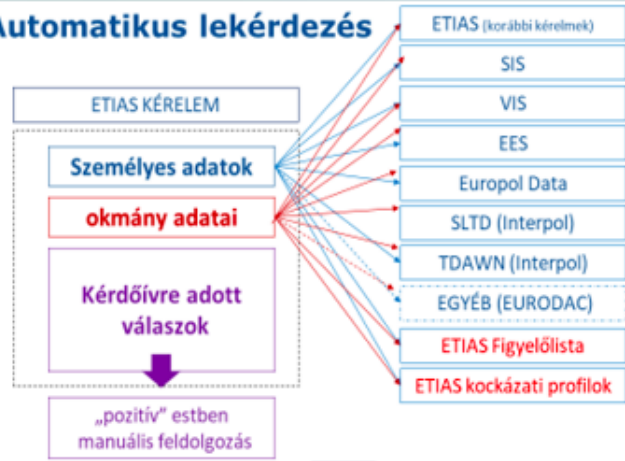 Automatikus lekérdezés
ETIAS KÉRELEM
Személyes adatok
okmány adatai
Kérdőívre adott
válaszok
„pozitív” estben
manuális feldolgozás
ETIAS (korábbi kérelmek)
SIS
VIS
EES
Europol Data
SLTD (Interpol)
TDAWN (Interpol)
EGYÉB (EURODAC)
ETIAS Figyelőlista
ETIAS kockázati profilok